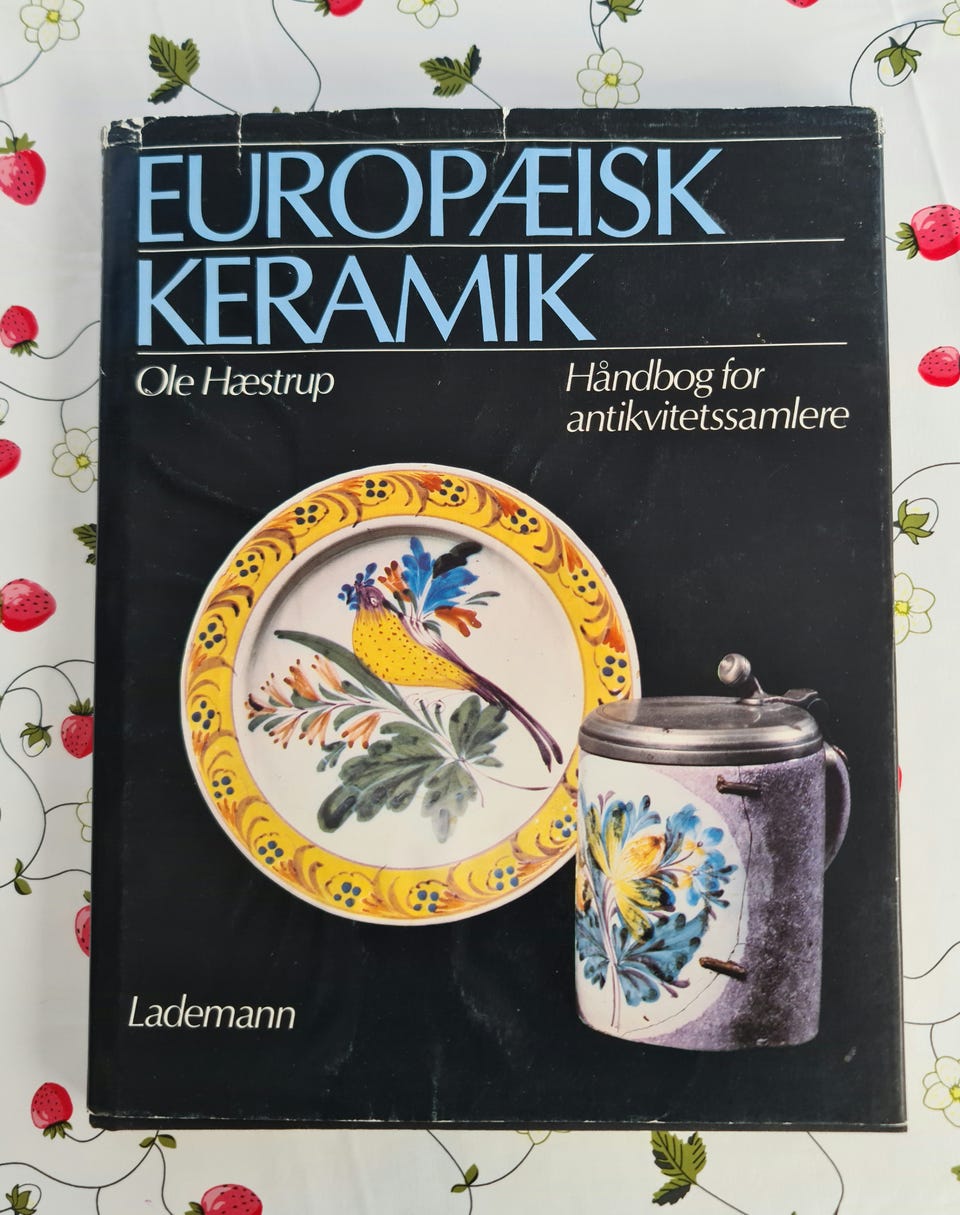 EUROPÆISK
KERAMIK
Ole Hæstrup
Håndbog for
antikvitetssamlere
Lademann